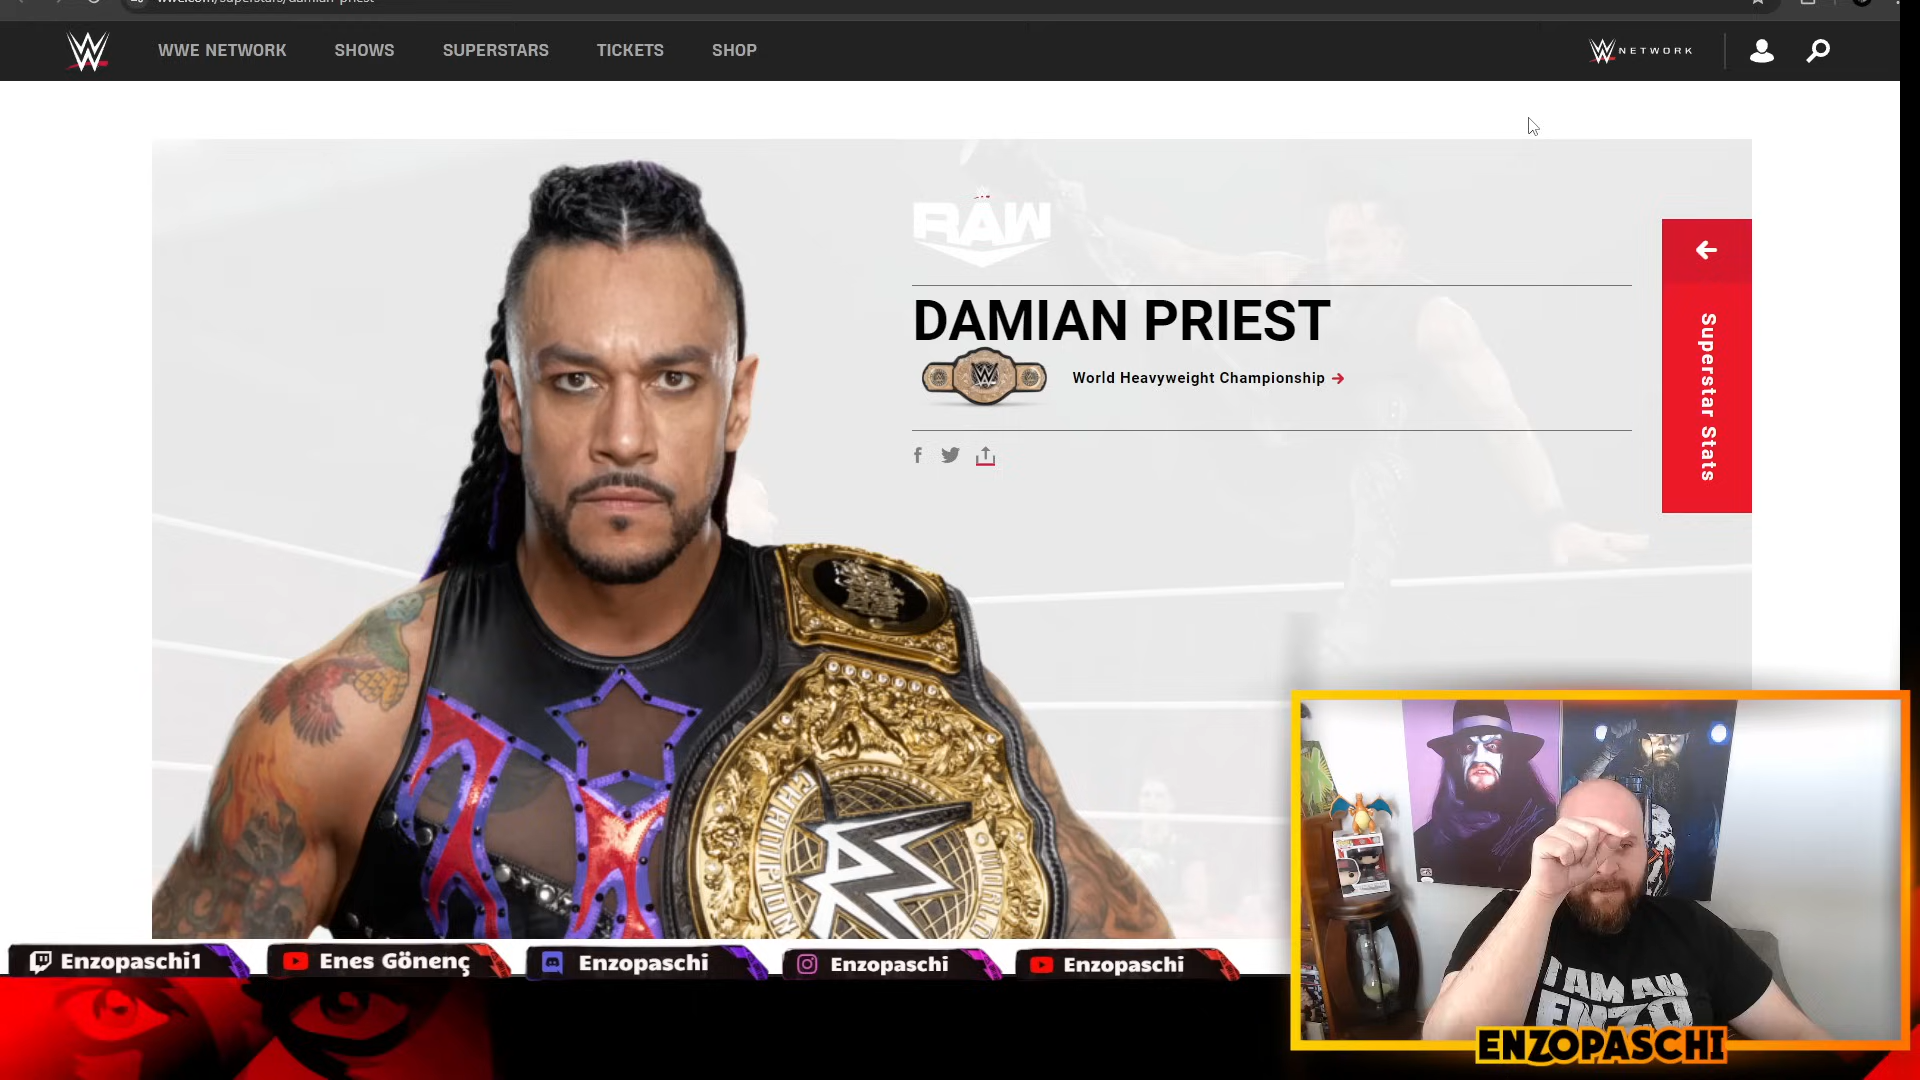 WWE NETWORK
SHOWS
SUPERSTARS
TICKETS
SHOP
NETWORK
RAW
DAMIAN PRIEST
World Heavyweight Championship
Superstar Stats
Enzopaschi1
Enes Gönenç
Enzopaschi
Enzopaschi
Enzopaschi
I AM AN
ENZO
ENZOPASCHI